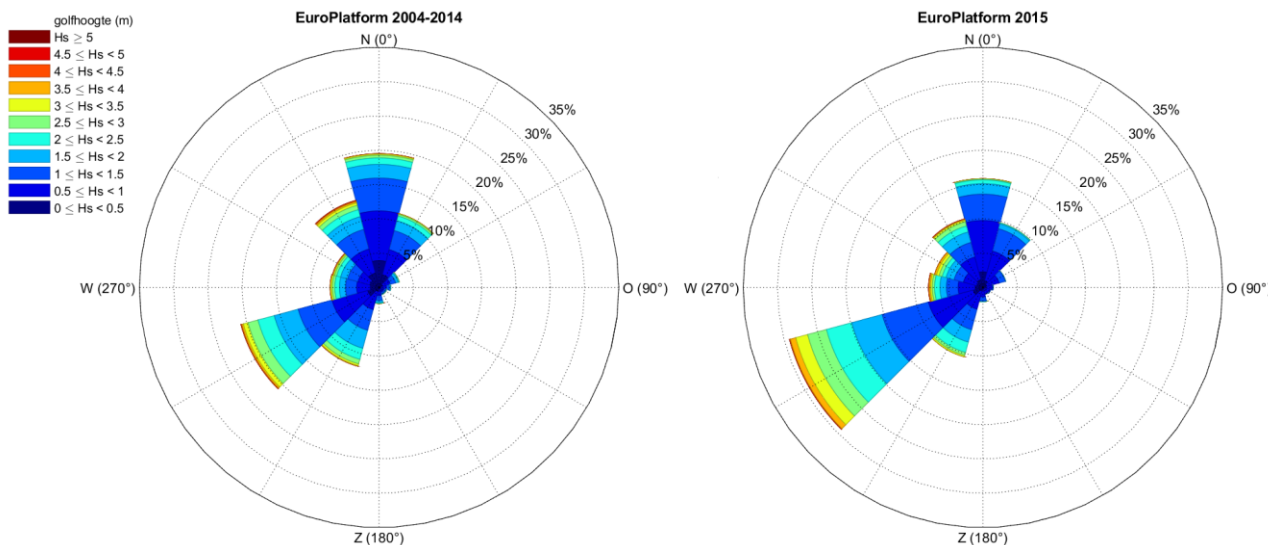 golfhoogte (m)
Hs ≥ 5
4.5 ≤ Hs < 5
4 ≤ Hs < 4.5
3.5 ≤ Hs < 4
3 ≤ Hs < 3.5
2.5 ≤ Hs < 3
2 ≤ Hs < 2.5
1.5 ≤ Hs < 2
1 ≤ Hs < 1.5
0.5 ≤ Hs < 1
0 ≤ Hs < 0.5
EuroPlatform 2004-2014
N (0°)
35%
30%
25%
20%
15%
10%
5%
W (270°)
O (90°)
Z (180°)
EuroPlatform 2015
N (0°)
35%
30%
25%
20%
15%
10%
5%
W (270°)
O (90°)
Z (180°)